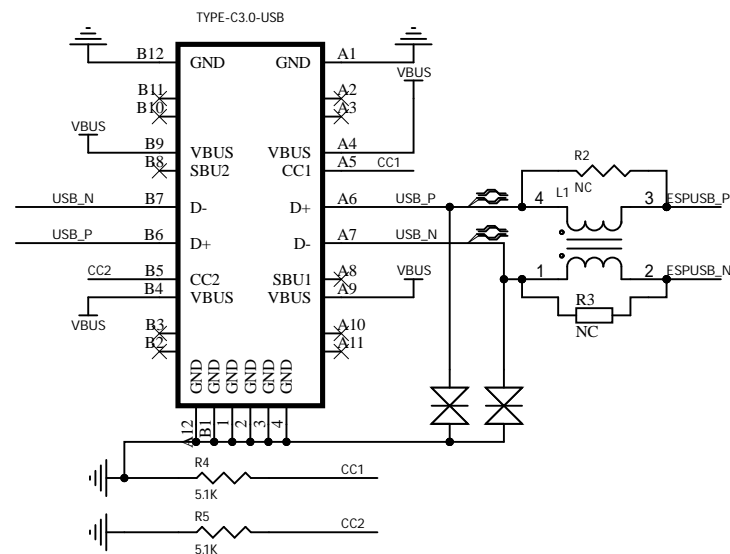 TYPE-C3.0-USB
B12 GND GND A1
VBUS
B11 A2
B10 A3
VBUS
B9 VBUS VBUS A4
B8 SBU2 CC1 A5 CC1
R2
NC
USB_N B7 D- D+ A6 USB_P 4 L1 3 ESPUSB_P
USB_P B6 D+ D- A7 USB_N
CC2 B5 CC2 SBU1 A8 VBUS 1 2 ESPUSB_N
B4 VBUS VBUS A9
VBUS
R3
NC
B3 A10
B2 A11
GND GND GND GND GND GND
A12 B1 1 2 3 4
R4 CC1
5.1K
R5 CC2
5.1K